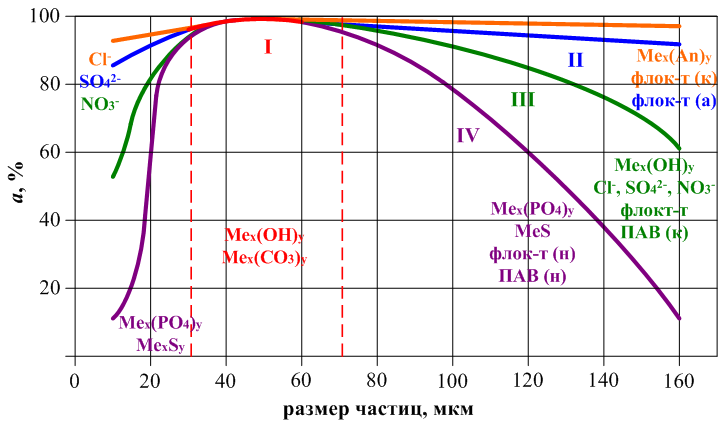 100
80
60
40
20
a, %
0
20
40
60
80
100
120
140
160
размер частиц, мкм
Cl⁻
SO₄²⁻
NO₃⁻
I
II
III
IV
Meₓ(An)ᵧ
флок-т (к)
флок-т (а)
Meₓ(OH)ᵧ
Cl⁻, SO₄²⁻, NO₃⁻
флокт-т
ПАВ (к)
Meₓ(PO₄)ᵧ
MeS
флок-т (н)
ПАВ (н)
Meₓ(OH)ᵧ
Meₓ(CO₃)ᵧ
Meₓ(PO₄)ᵧ
MeₓSᵧ